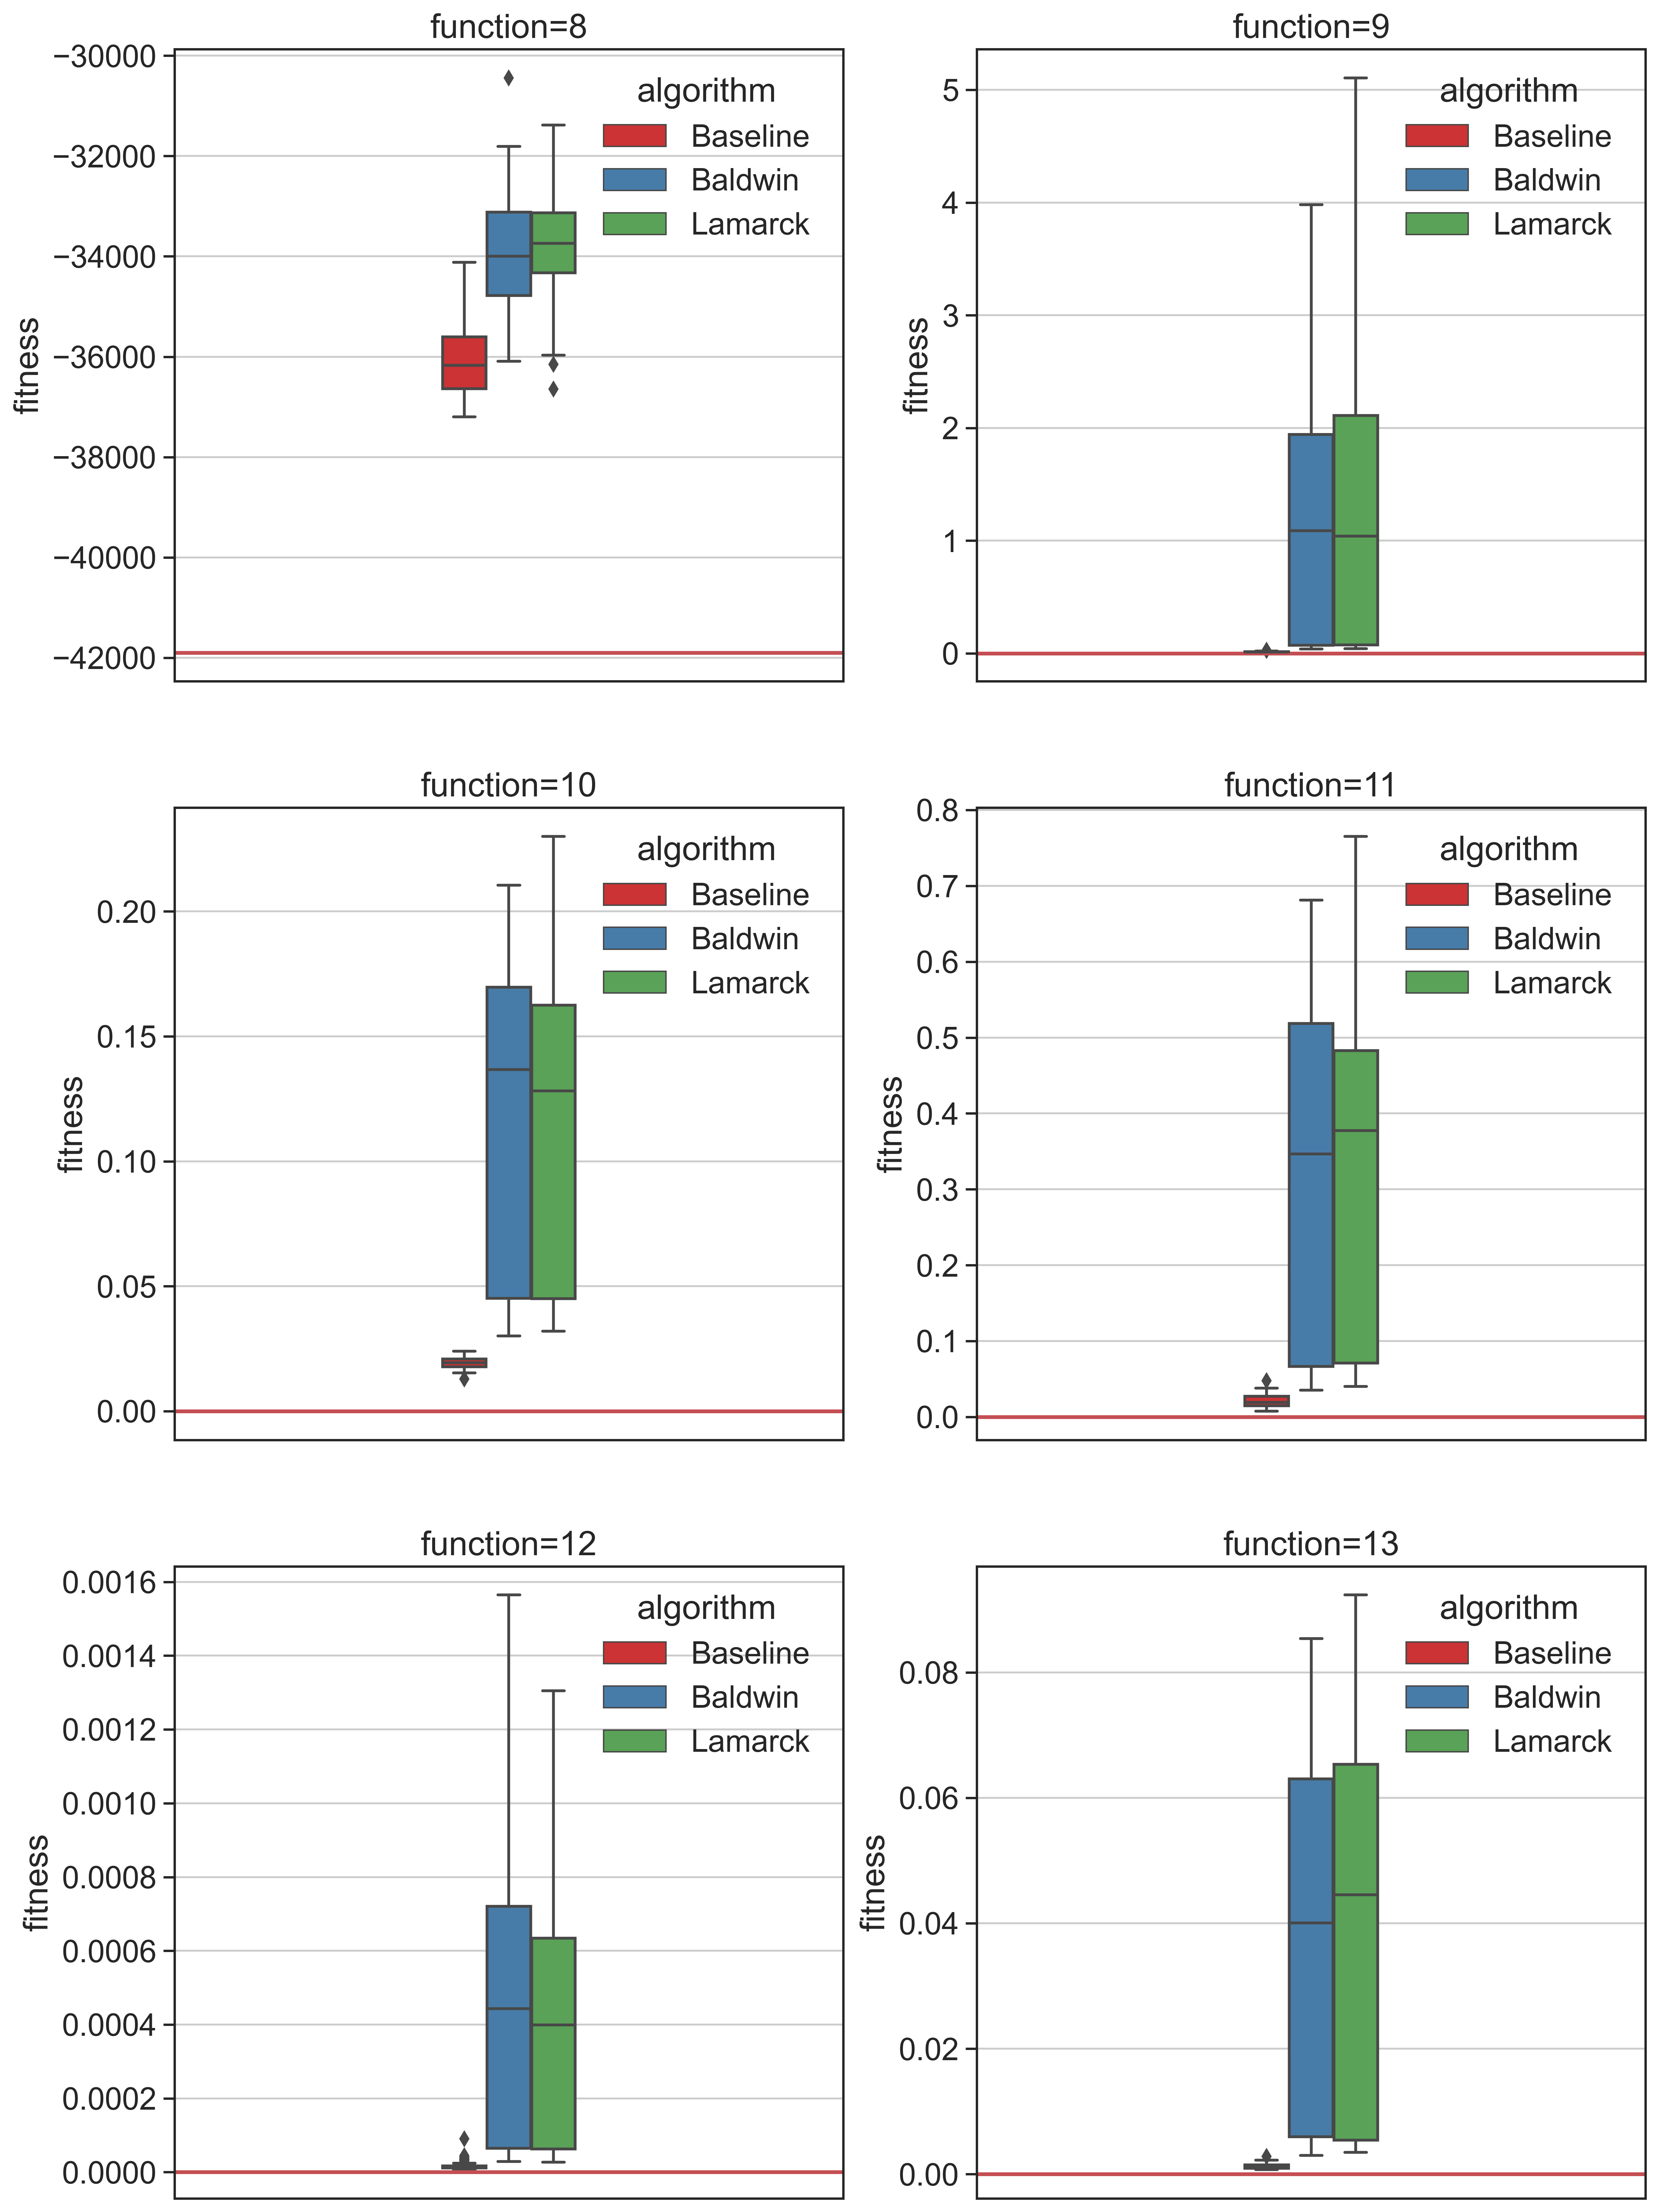 function=8
−30000
−32000
−34000
−36000
−38000
−40000
−42000
fitness
algorithm
Baseline
Baldwin
Lamarck
function=9
5
4
3
2
1
0
fitness
algorithm
Baseline
Baldwin
Lamarck
function=10
0.20
0.15
0.10
0.05
0.00
fitness
algorithm
Baseline
Baldwin
Lamarck
function=11
0.8
0.7
0.6
0.5
0.4
0.3
0.2
0.1
0.0
fitness
algorithm
Baseline
Baldwin
Lamarck
function=12
0.0016
0.0014
0.0012
0.0010
0.0008
0.0006
0.0004
0.0002
0.0000
fitness
algorithm
Baseline
Baldwin
Lamarck
function=13
0.08
0.06
0.04
0.02
0.00
fitness
algorithm
Baseline
Baldwin
Lamarck